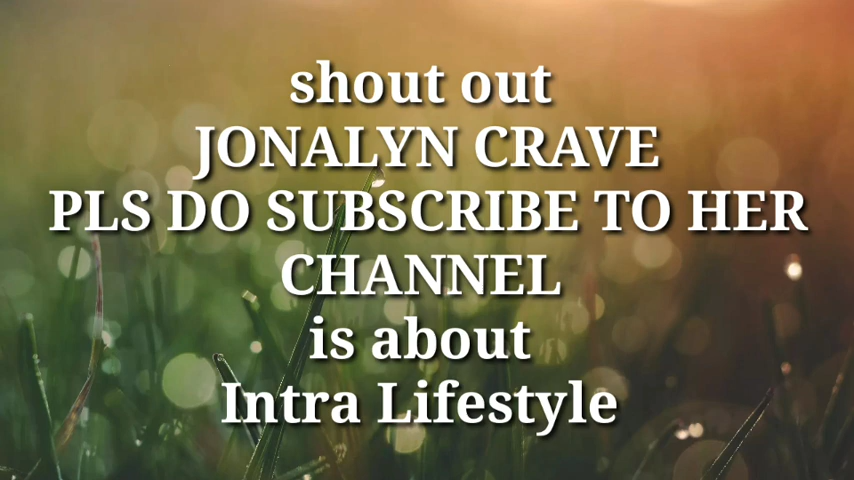 shout out
JONALYN CRAVE
PLS DO SUBSCRIBE TO HER
CHANNEL
is about
Intra Lifestyle